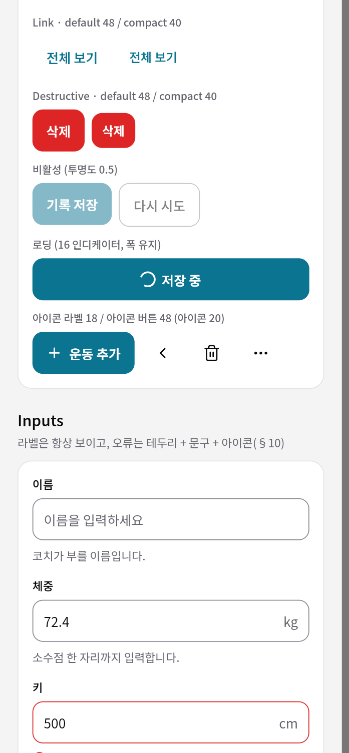 Link · default 48 / compact 40
전체 보기 전체 보기
Destructive · default 48 / compact 40
삭제 삭제
비활성 (투명도 0.5)
기록 저장 다시 시도
로딩 (16 인디케이터, 폭 유지)
저장 중
아이콘 라벨 18 / 아이콘 버튼 48 (아이콘 20)
운동 추가
Inputs
라벨은 항상 보이고, 오류는 테두리 + 문구 + 아이콘(§10)
이름
이름을 입력하세요
코치가 부를 이름입니다.
체중
72.4 kg
소수점 한 자리까지 입력합니다.
키
500 cm